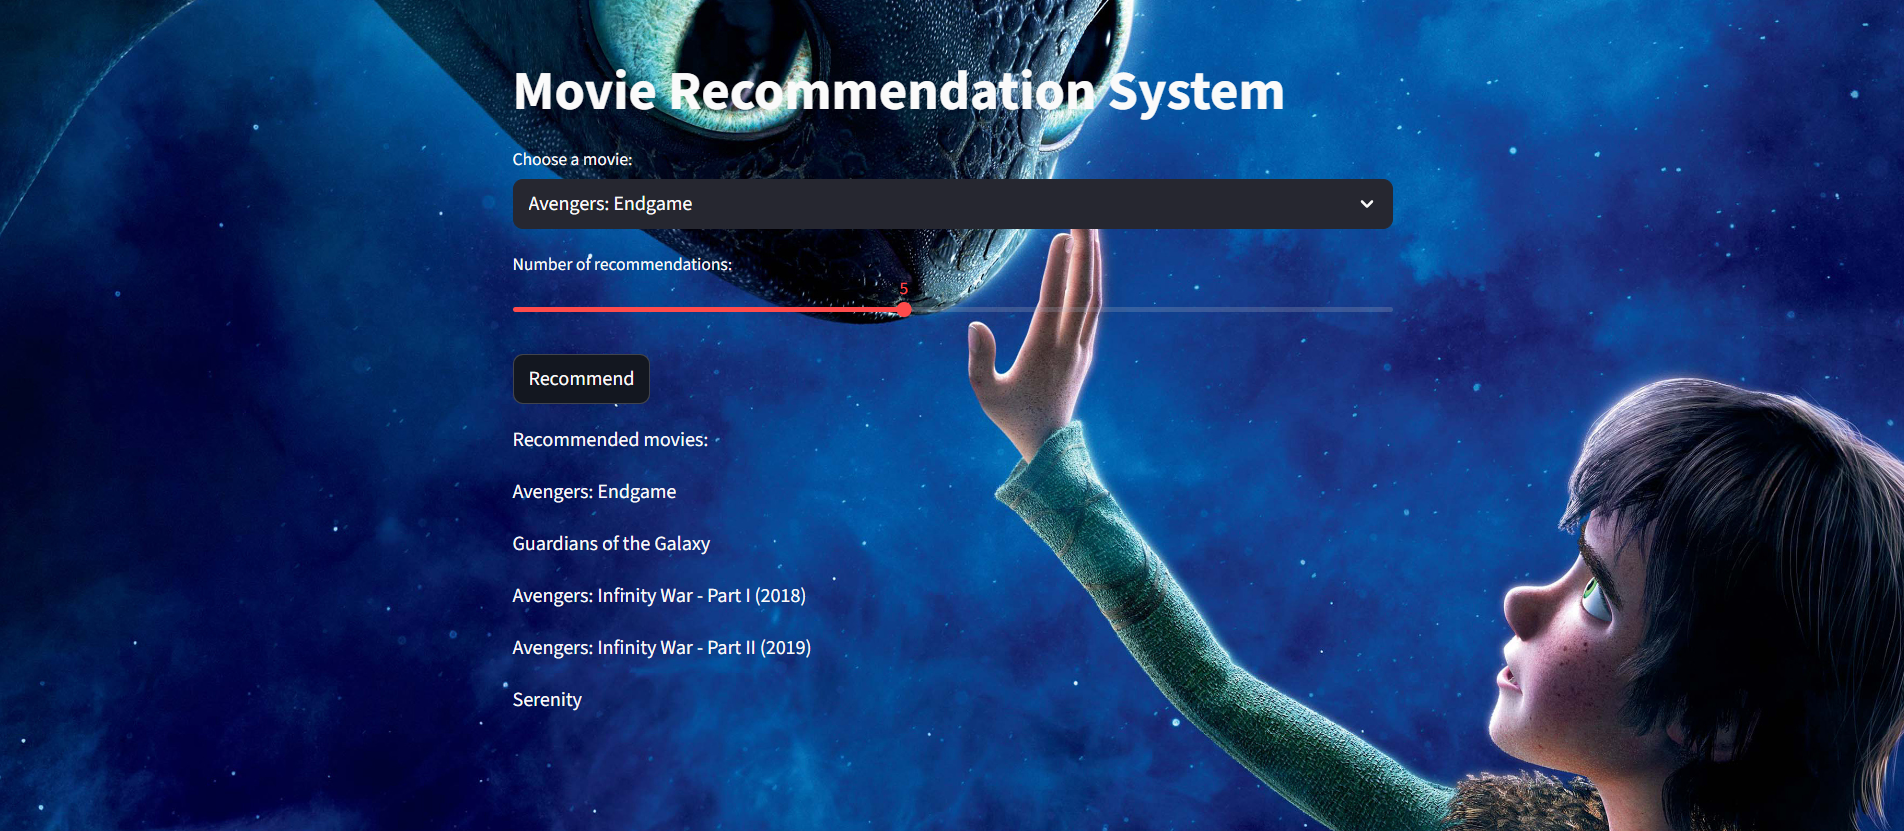 Movie Recommendation System
Choose a movie:
Avengers: Endgame
Number of recommendations:
5
Recommend
Recommended movies:
Avengers: Endgame
Guardians of the Galaxy
Avengers: Infinity War - Part I (2018)
Avengers: Infinity War - Part II (2019)
Serenity